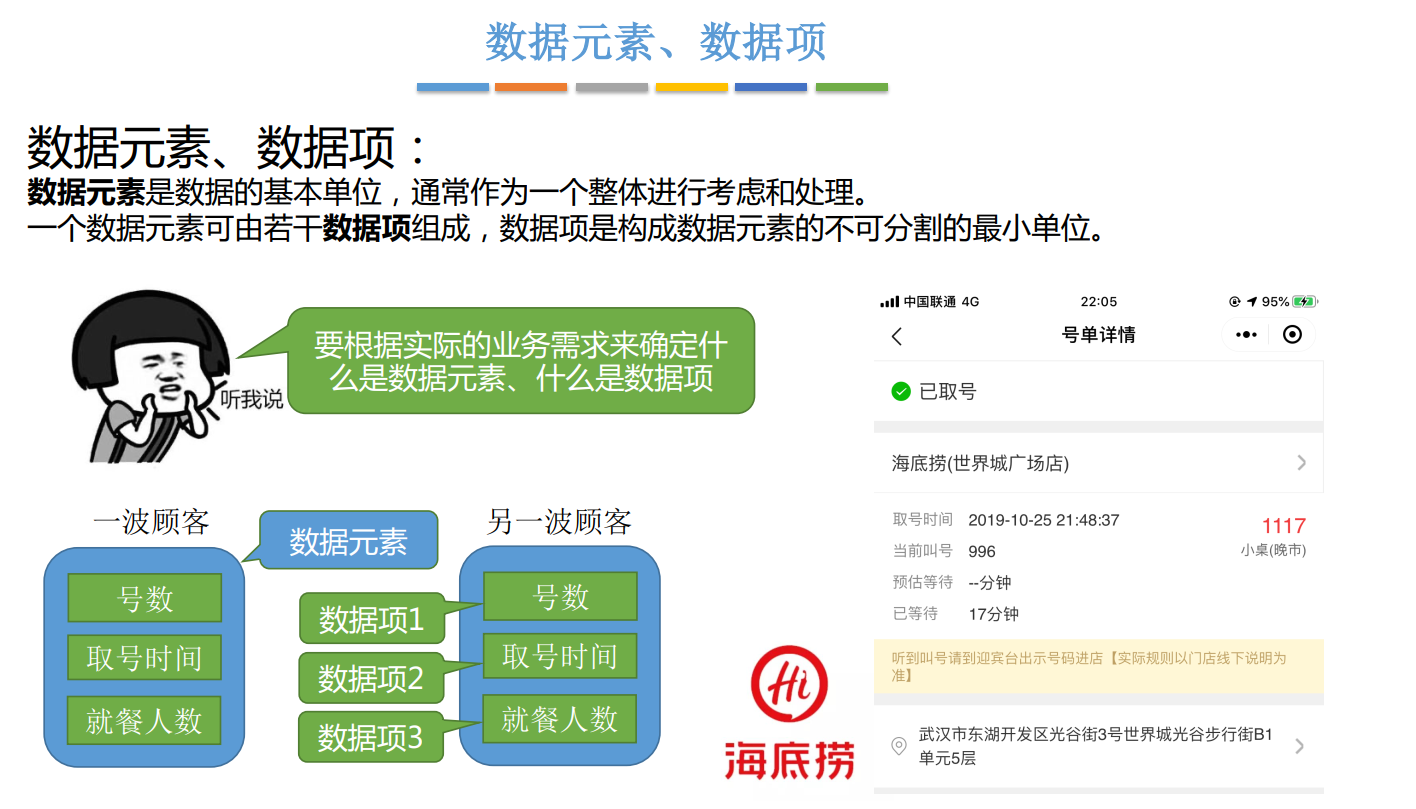 数据元素、数据项
数据元素、数据项：
数据元素是数据的基本单位，通常作为一个整体进行考虑和处理。
一个数据元素可由若干数据项组成，数据项是构成数据元素的不可分割的最小单位。
听我说
要根据实际的业务需求来确定什
么是数据元素、什么是数据项
一波顾客
数据元素
号数
取号时间
就餐人数
另一波顾客
数据项1
数据项2
数据项3
号数
取号时间
就餐人数
Hi
海底捞
中国联通 4G
22:05
95%
号单详情
已取号
海底捞(世界城广场店)
取号时间 2019-10-25 21:48:37
1117
当前叫号 996
小桌(晚市)
预估等待 --分钟
已等待 17分钟
听到叫号请到迎宾台出示号码进店【实际规则以门店线下说明为
准】
武汉市东湖开发区光谷街3号世界城光谷步行街B1
单元5层